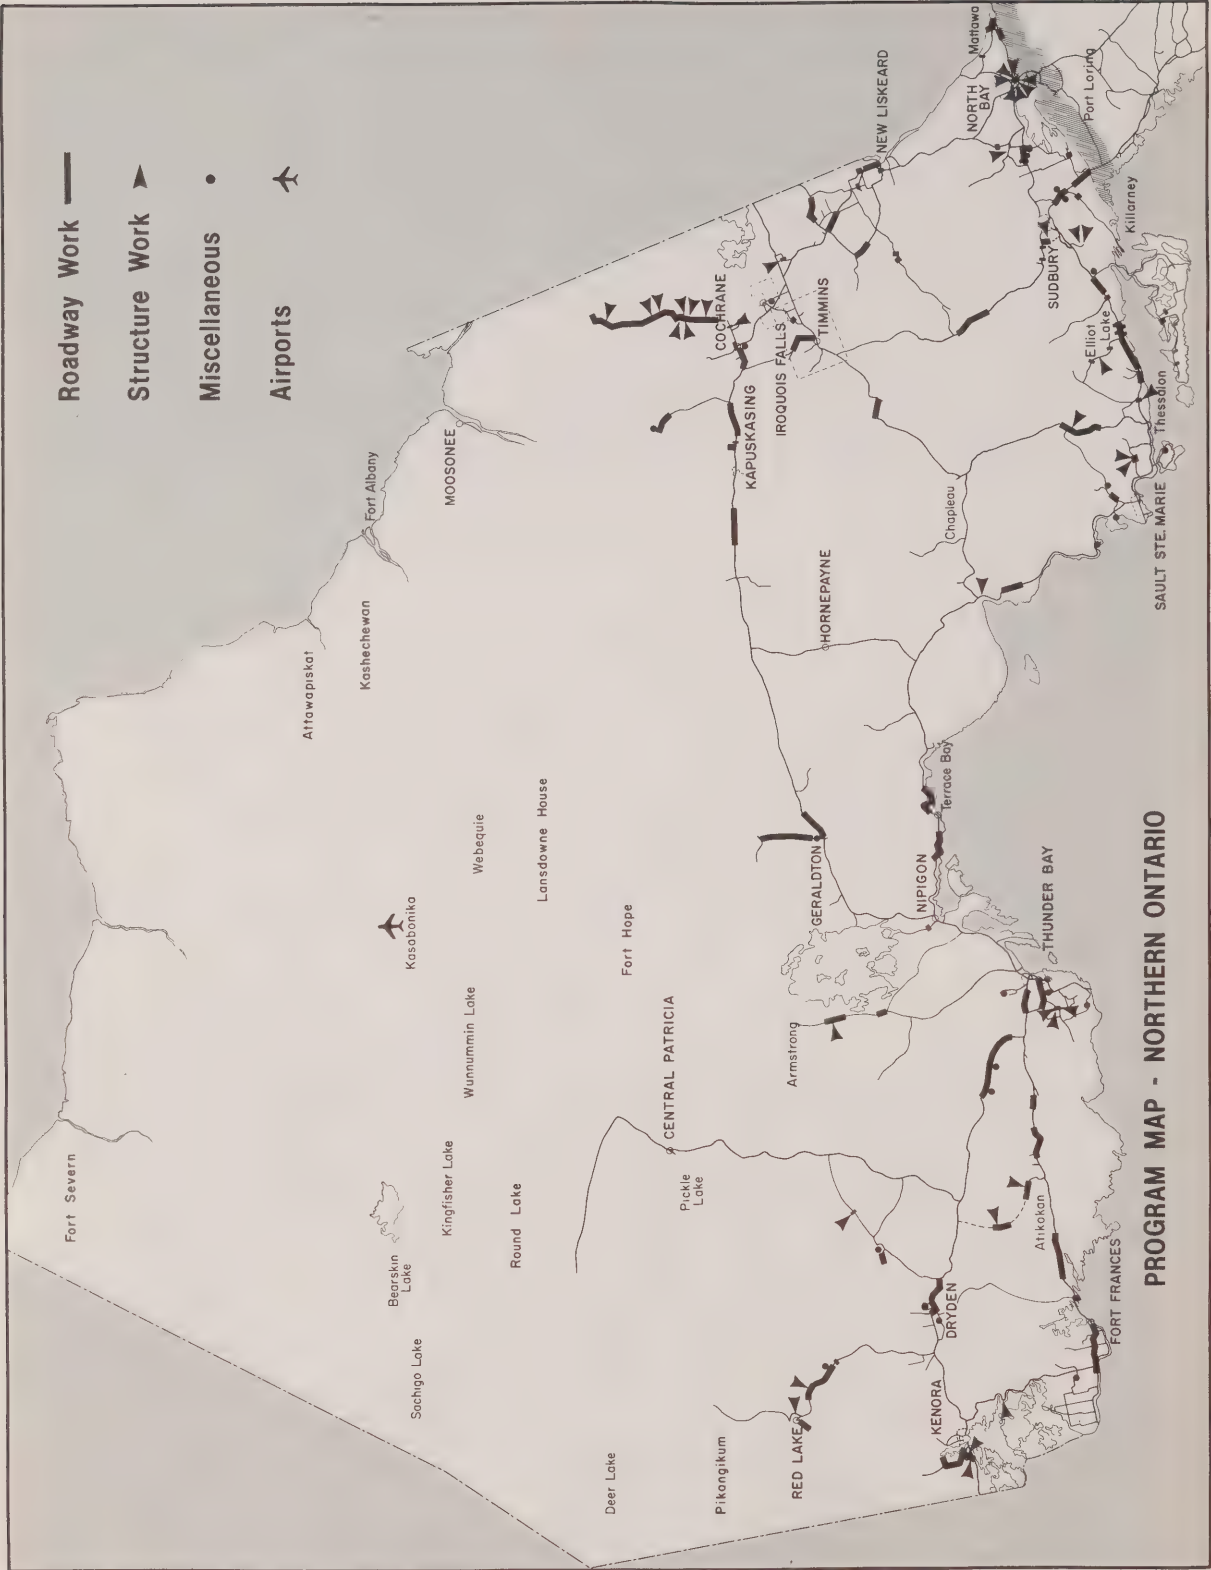 Roadway Work
Structure Work
Miscellaneous
Airports
Fort Severn
Attawapiskat
Kashechewan
Fort Albany
MOOSONEE
Bearskin
Lake
Sachigo Lake
Kasabonika
Kingfisher Lake
Wunnummin Lake
Webequie
Round Lake
Lansdowne House
Deer Lake
Fort Hope
Pikangikum
Pickle
Lake
CENTRAL PATRICIA
RED LAKE
Armstrong
GERALDTON
HORNEPAYNE
KAPUSKASING
COCHRANE
IROQUOIS FALLS
TIMMINS
NEW LISKEARD
KENORA
DRYDEN
NIPIGON
Terrace Bay
Chapleau
NORTH
BAY
Mattawa
Atikokan
THUNDER BAY
SUDBURY
Elliot
Lake
Port Loring
Killarney
FORT FRANCES
SAULT STE. MARIE
Thessalon
PROGRAM MAP - NORTHERN ONTARIO